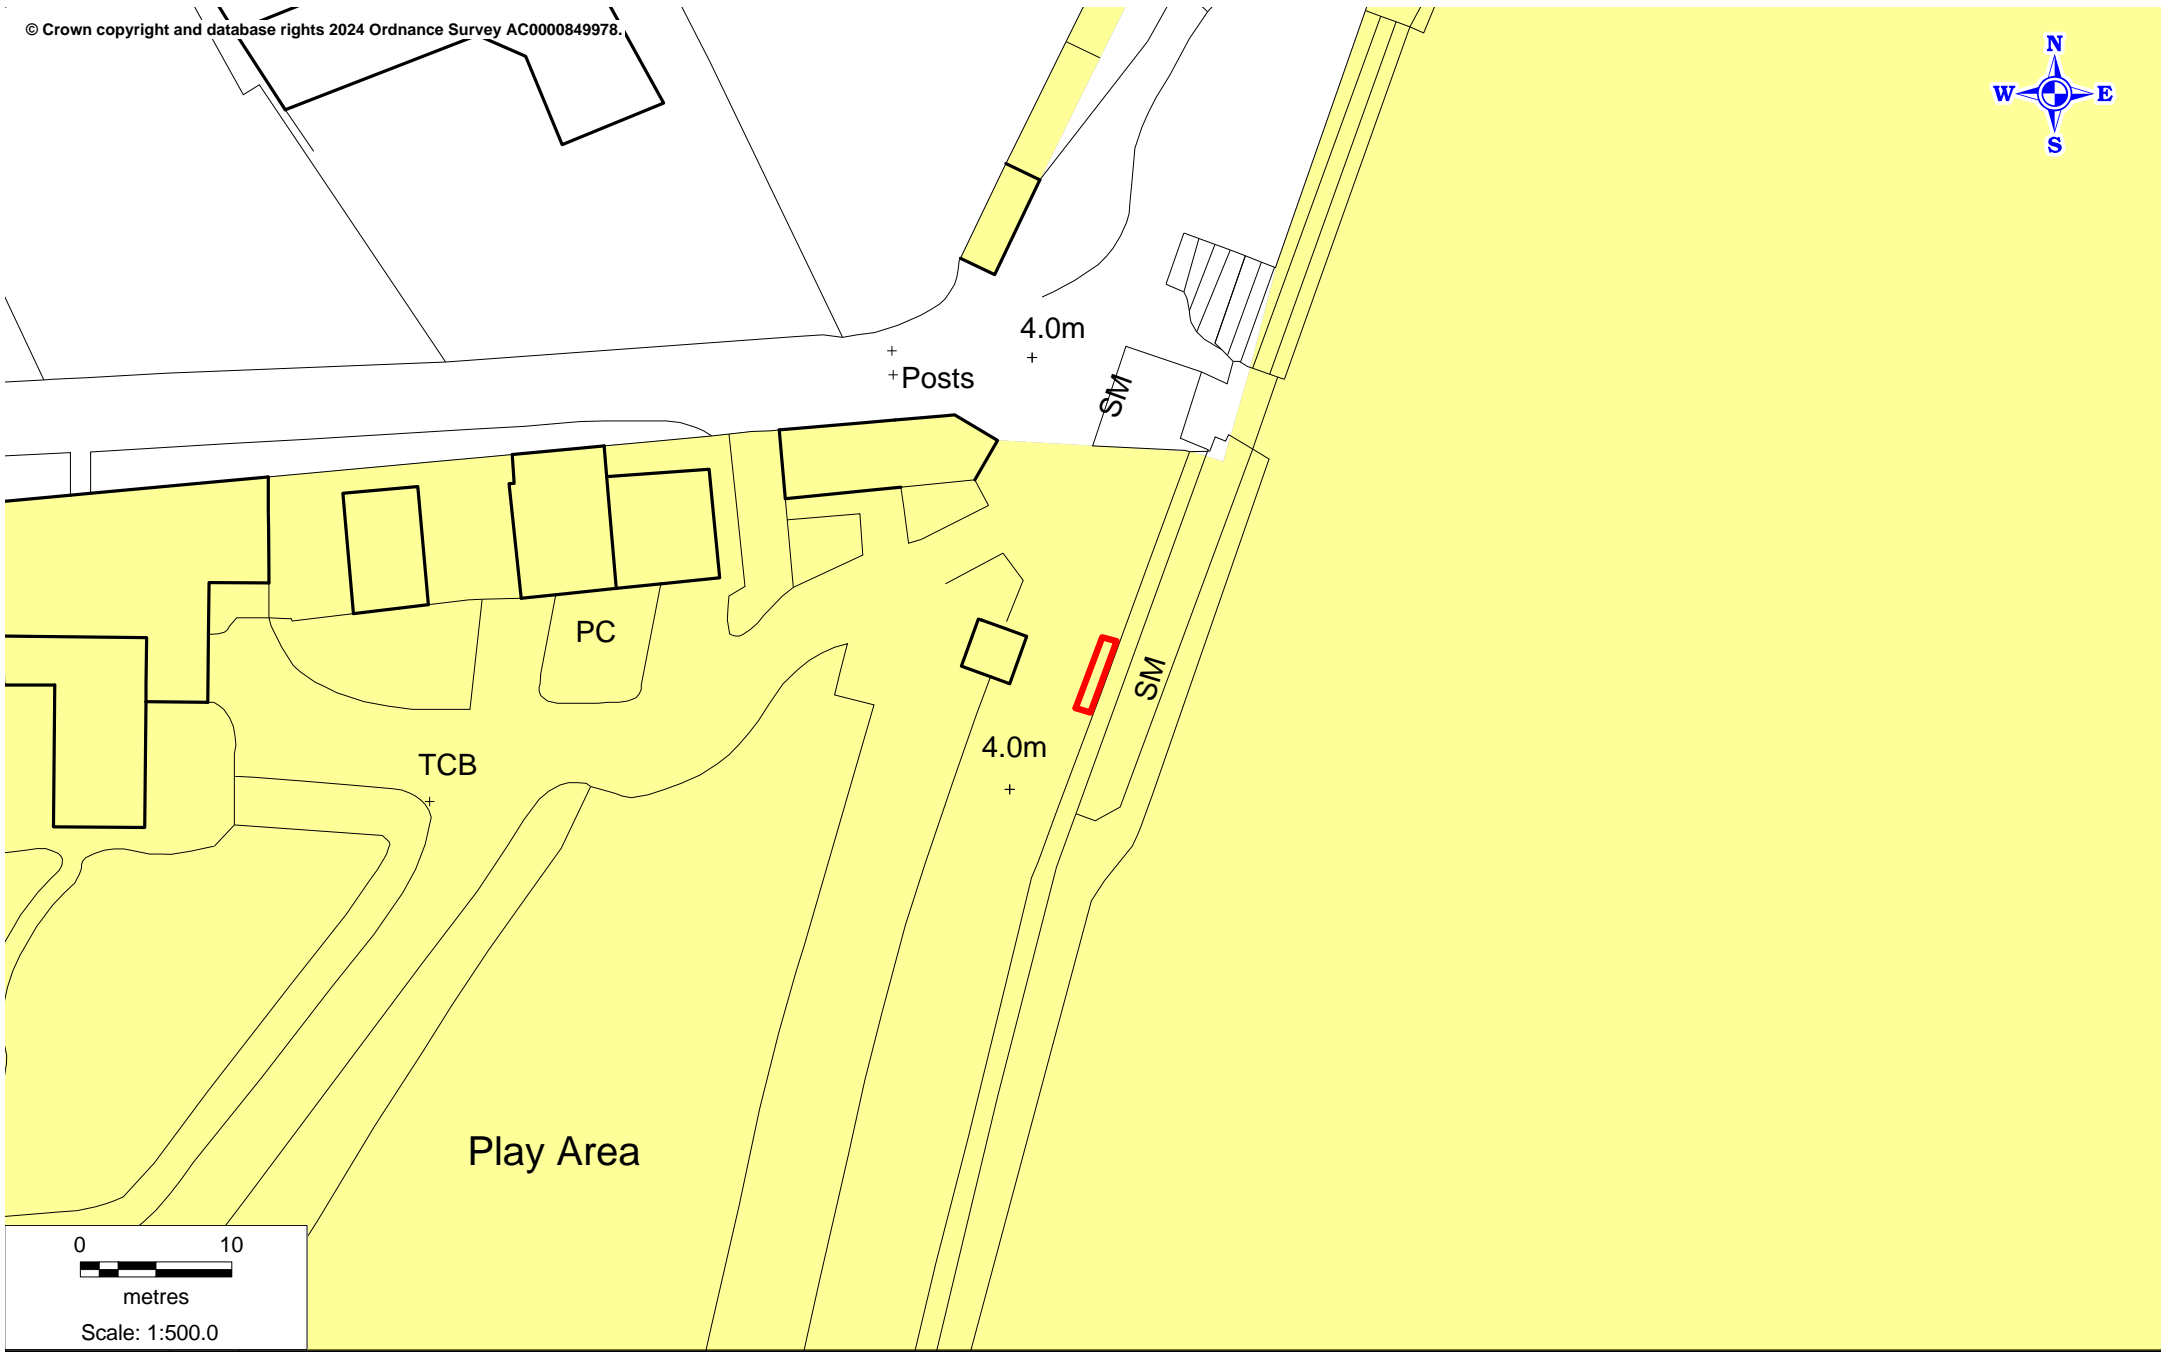 © Crown copyright and database rights 2024 Ordnance Survey AC0000849978.
N
W E
S
4.0m
Posts
SM
PC
SM
4.0m
TCB
Play Area
0 10
metres
Scale: 1:500.0